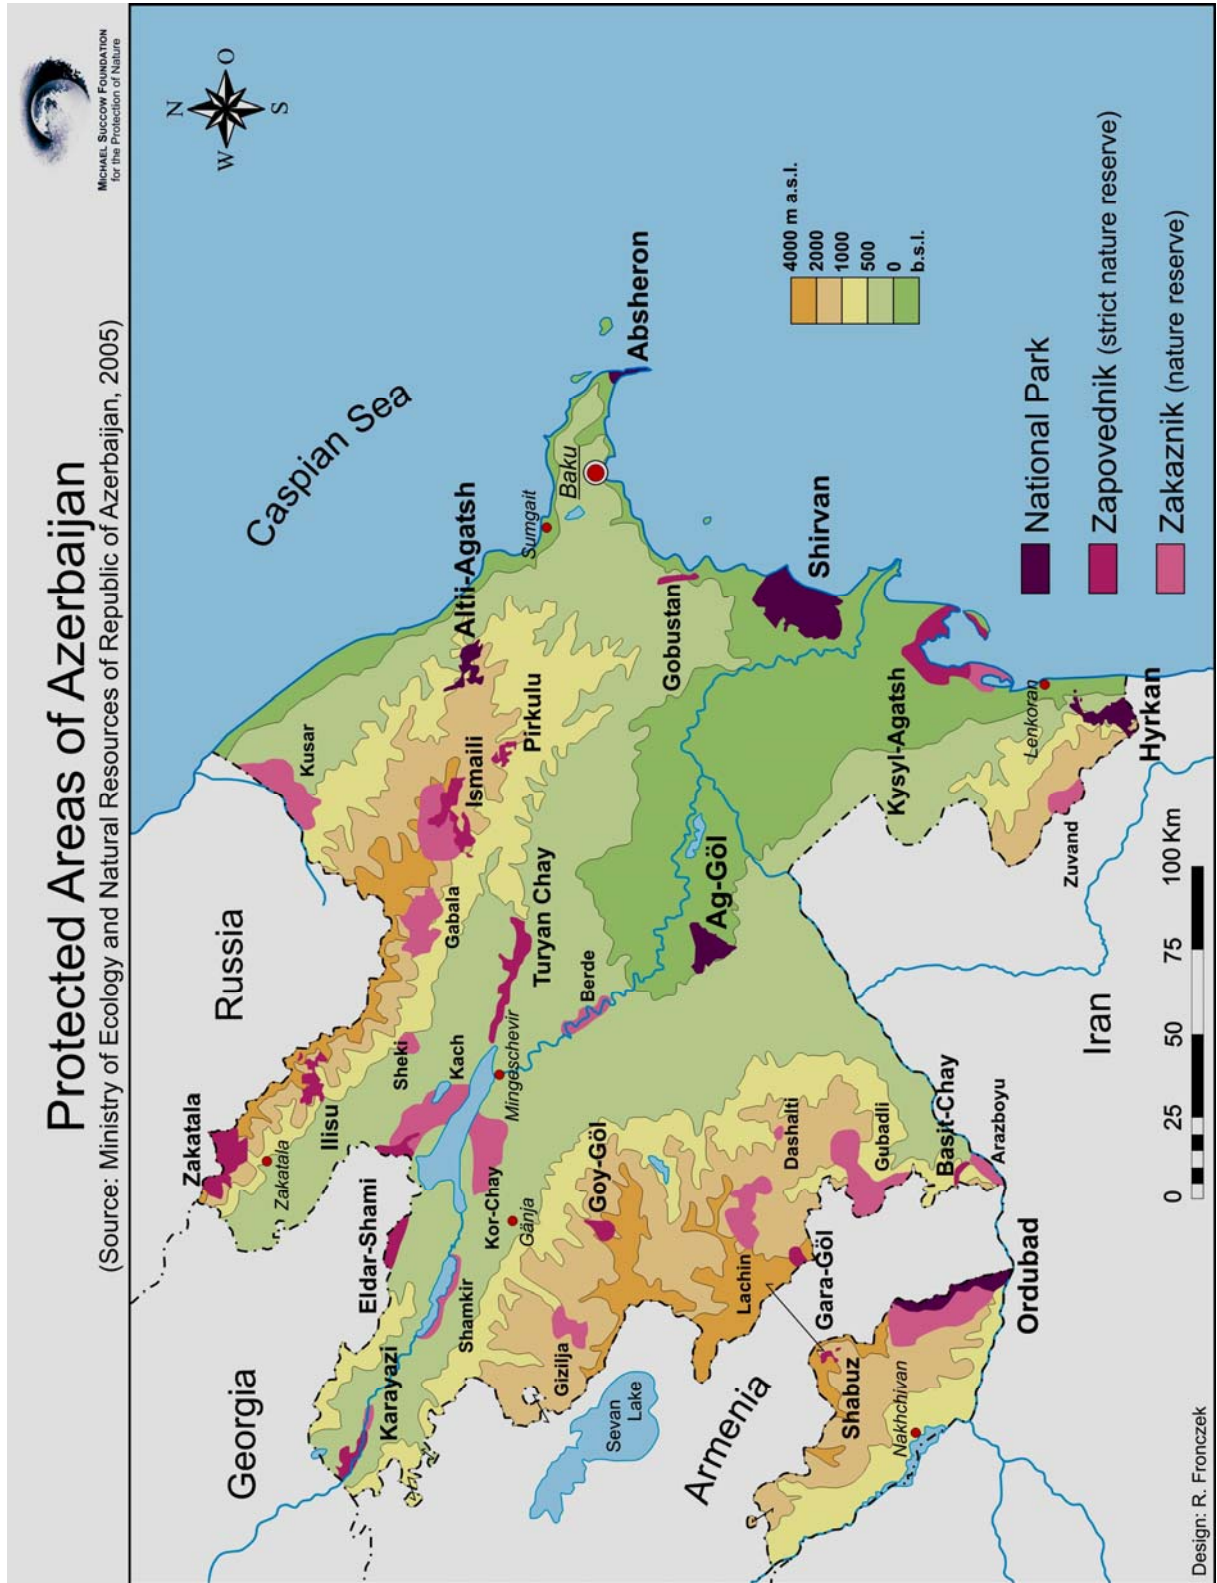 Protected Areas of Azerbaijan
(Source: Ministry of Ecology and Natural Resources of Republic of Azerbaijan, 2005)
MICHAEL SUCCOW FOUNDATION
for the Protection of Nature
N
W
O
S
Caspian Sea
Russia
Georgia
Armenia
Iran
Zakatala
Zakatala
Ilisu
Sheki
Kach
Gabala
Kusar
Ismaili
Pirkulu
Altii-Agatsh
Sumgait
Baku
Absheron
Eldar-Shami
Karayazi
Shamkir
Kor-Chay
Gänja
Mingeschevir
Turyan Chay
Berde
Gobustan
Shirvan
Gizilja
Goy-Göl
Sevan
Lake
Ag-Göl
Lachin
Dashalti
Gara-Göl
Gubadli
Basit-Chay
Arazboyu
Shabuz
Nakhchivan
Ordubad
Kysyl-Agatsh
Lenkoran
Zuvand
Hyrkan
4000 m a.s.l.
2000
1000
500
0
b.s.l.
National Park
Zapovednik (strict nature reserve)
Zakaznik (nature reserve)
0
25
50
75
100 Km
Design: R. Fronczek